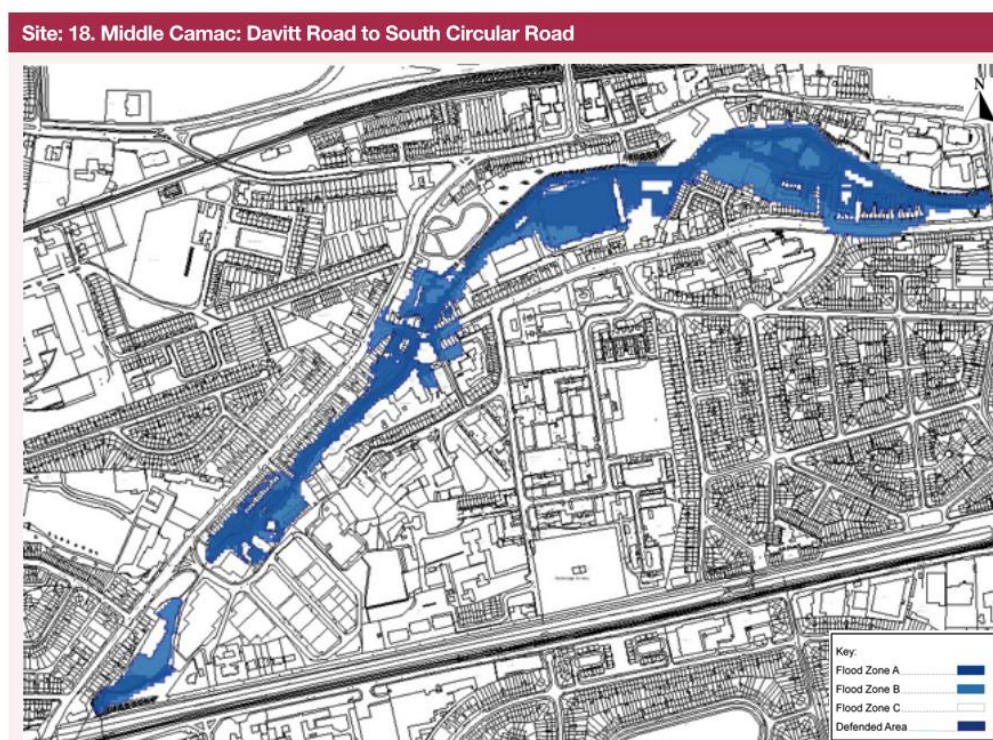 Site: 18. Middle Camac: Davitt Road to South Circular Road
N
Key:
Flood Zone A
Flood Zone B
Flood Zone C
Defended Area